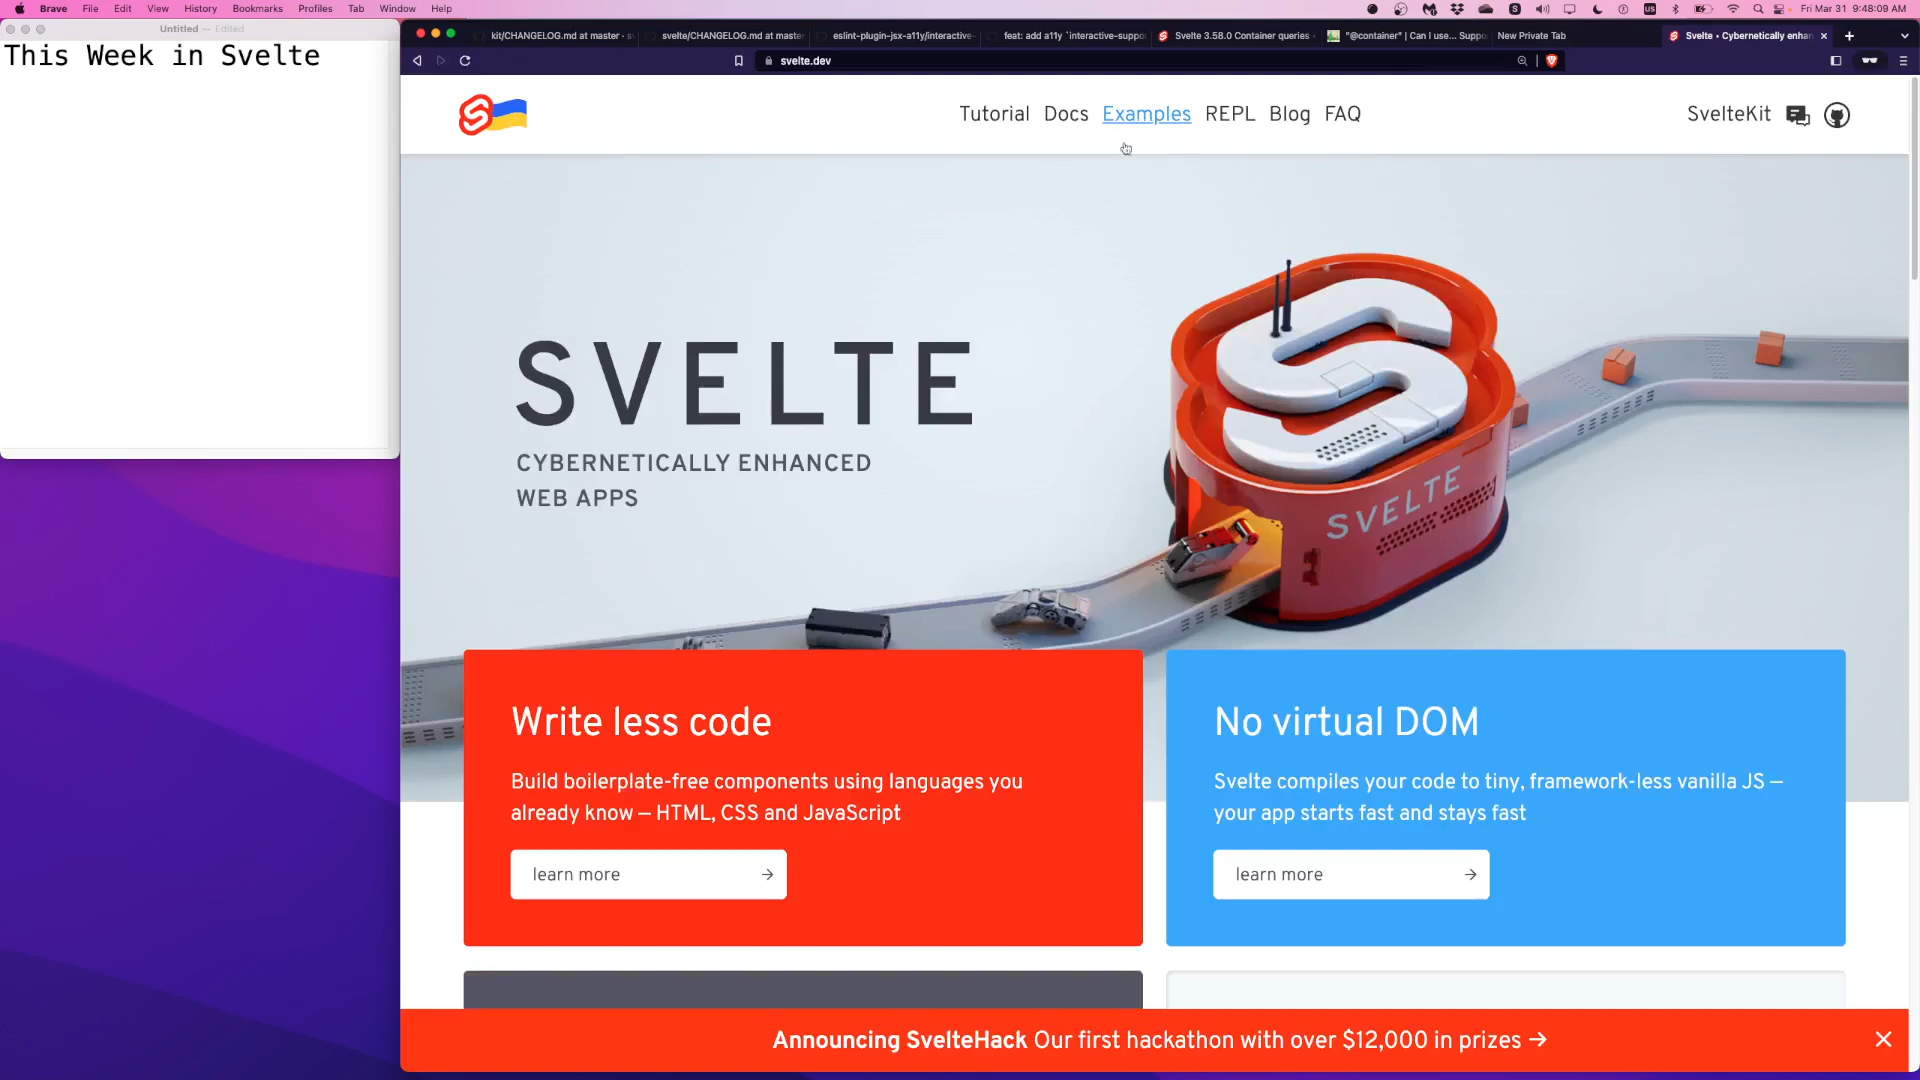 Brave File Edit View History Bookmarks Profiles Tab Window Help
US Fri Mar 31 9:48:09 AM
Untitled — Edited
This Week in Svelte
kit/CHANGELOG.md at master · s
svelte/CHANGELOG.md at master
eslint-plugin-jsx-a11y/interactive-
feat: add a11y `interactive-suppo
Svelte 3.58.0 Container queries
"@container" | Can I use... Suppo
New Private Tab
Svelte • Cybernetically enhan
svelte.dev
Tutorial Docs Examples REPL Blog FAQ
SvelteKit
SVELTE
CYBERNETICALLY ENHANCED
WEB APPS
SVELTE
Write less code
Build boilerplate-free components using languages you
already know — HTML, CSS and JavaScript
learn more →
No virtual DOM
Svelte compiles your code to tiny, framework-less vanilla JS —
your app starts fast and stays fast
learn more →
Announcing SvelteHack Our first hackathon with over $12,000 in prizes →